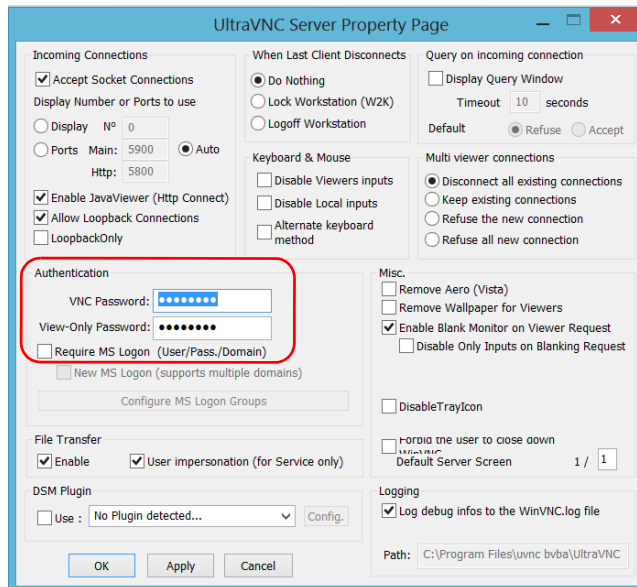 UltraVNC Server Property Page
Incoming Connections
Accept Socket Connections
Display Number or Ports to use
Display Nº 0
Ports Main: 5900 Auto
Http: 5800
Enable JavaViewer (Http Connect)
Allow Loopback Connections
LoopbackOnly
When Last Client Disconnects
Do Nothing
Lock Workstation (W2K)
Logoff Workstation
Query on incoming connection
Display Query Window
Timeout 10 seconds
Default Refuse Accept
Keyboard & Mouse
Disable Viewers inputs
Disable Local inputs
Alternate keyboard
method
Multi viewer connections
Disconnect all existing connections
Keep existing connections
Refuse the new connection
Refuse all new connection
Authentication
VNC Password: ●●●●●●●●
View-Only Password: ●●●●●●●●
Require MS Logon (User/Pass./Domain)
New MS Logon (supports multiple domains)
Configure MS Logon Groups
Misc.
Remove Aero (Vista)
Remove Wallpaper for Viewers
Enable Blank Monitor on Viewer Request
Disable Only Inputs on Blanking Request
DisableTrayIcon
Forbid the user to close down
WinVNC
Default Server Screen 1 / 1
File Transfer
Enable User impersonation (for Service only)
DSM Plugin
Use : No Plugin detected... Config.
Logging
Log debug infos to the WinVNC.log file
Path: C:\Program Files\uvnc bvba\UltraVNC
OK Apply Cancel